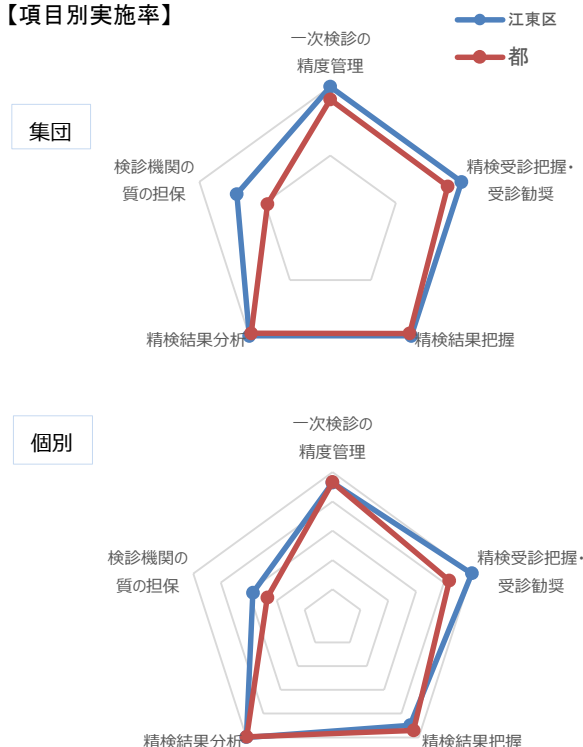 【項目別実施率】
江東区
都
集団
一次検診の
精度管理
精検受診把握・
受診勧奨
精検結果把握
精検結果分析
検診機関の
質の担保
個別
一次検診の
精度管理
精検受診把握・
受診勧奨
精検結果把握
精検結果分析
検診機関の
質の担保